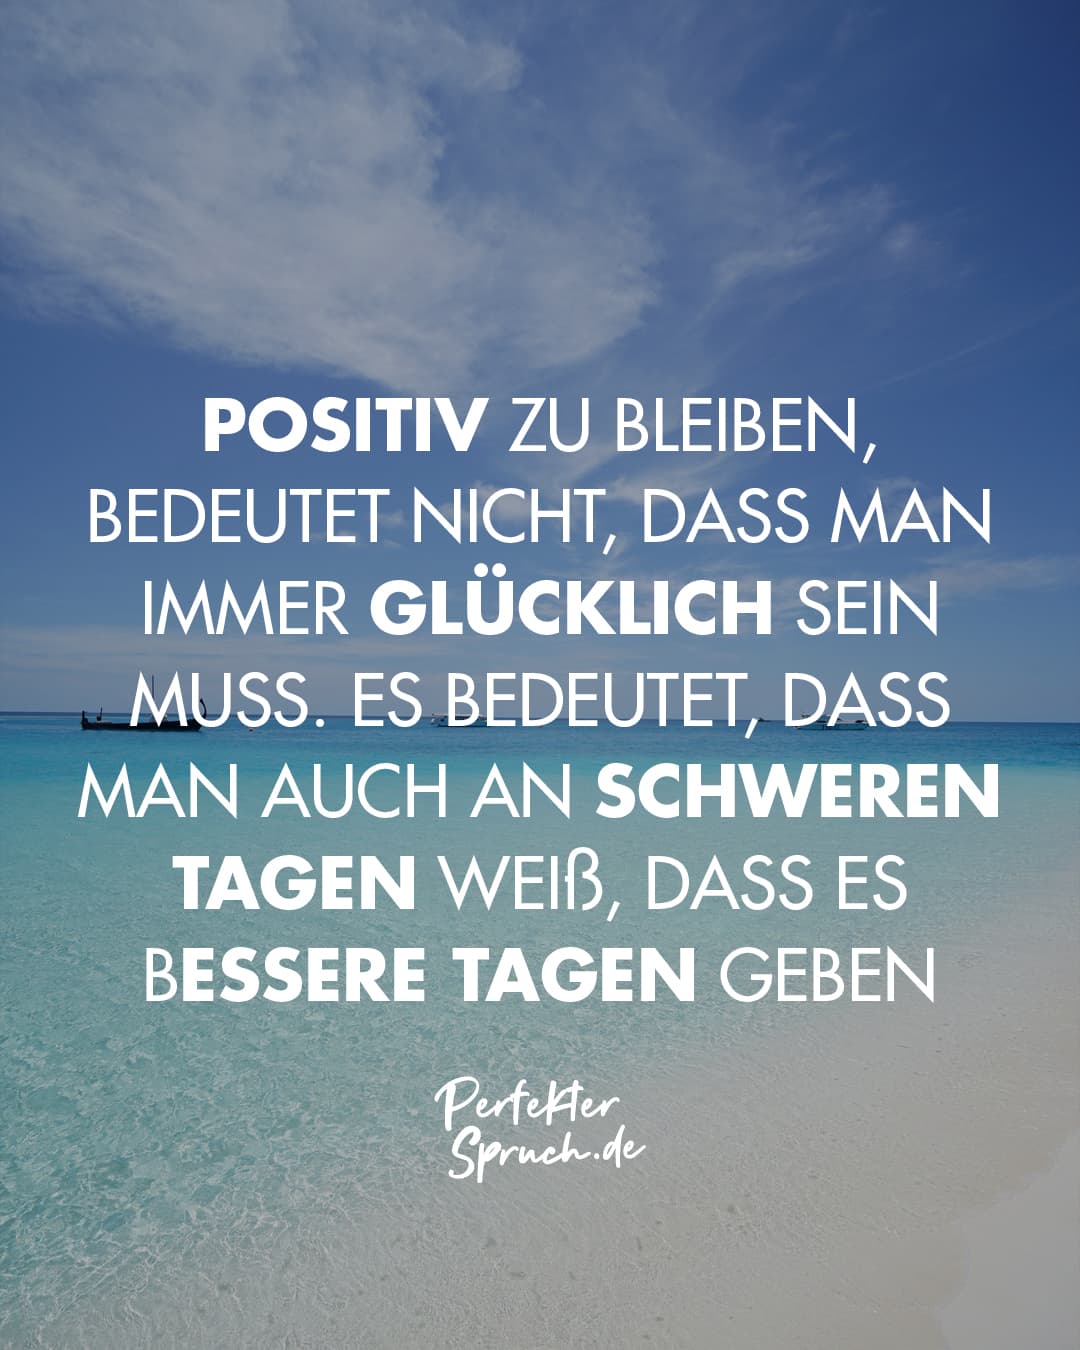 POSITIV ZU BLEIBEN,
BEDEUTET NICHT, DASS MAN
IMMER GLÜCKLICH SEIN
MUSS. ES BEDEUTET, DASS
MAN AUCH AN SCHWEREN
TAGEN WEIß, DASS ES
BESSERE TAGEN GEBEN
Perfekter
Spruch.de